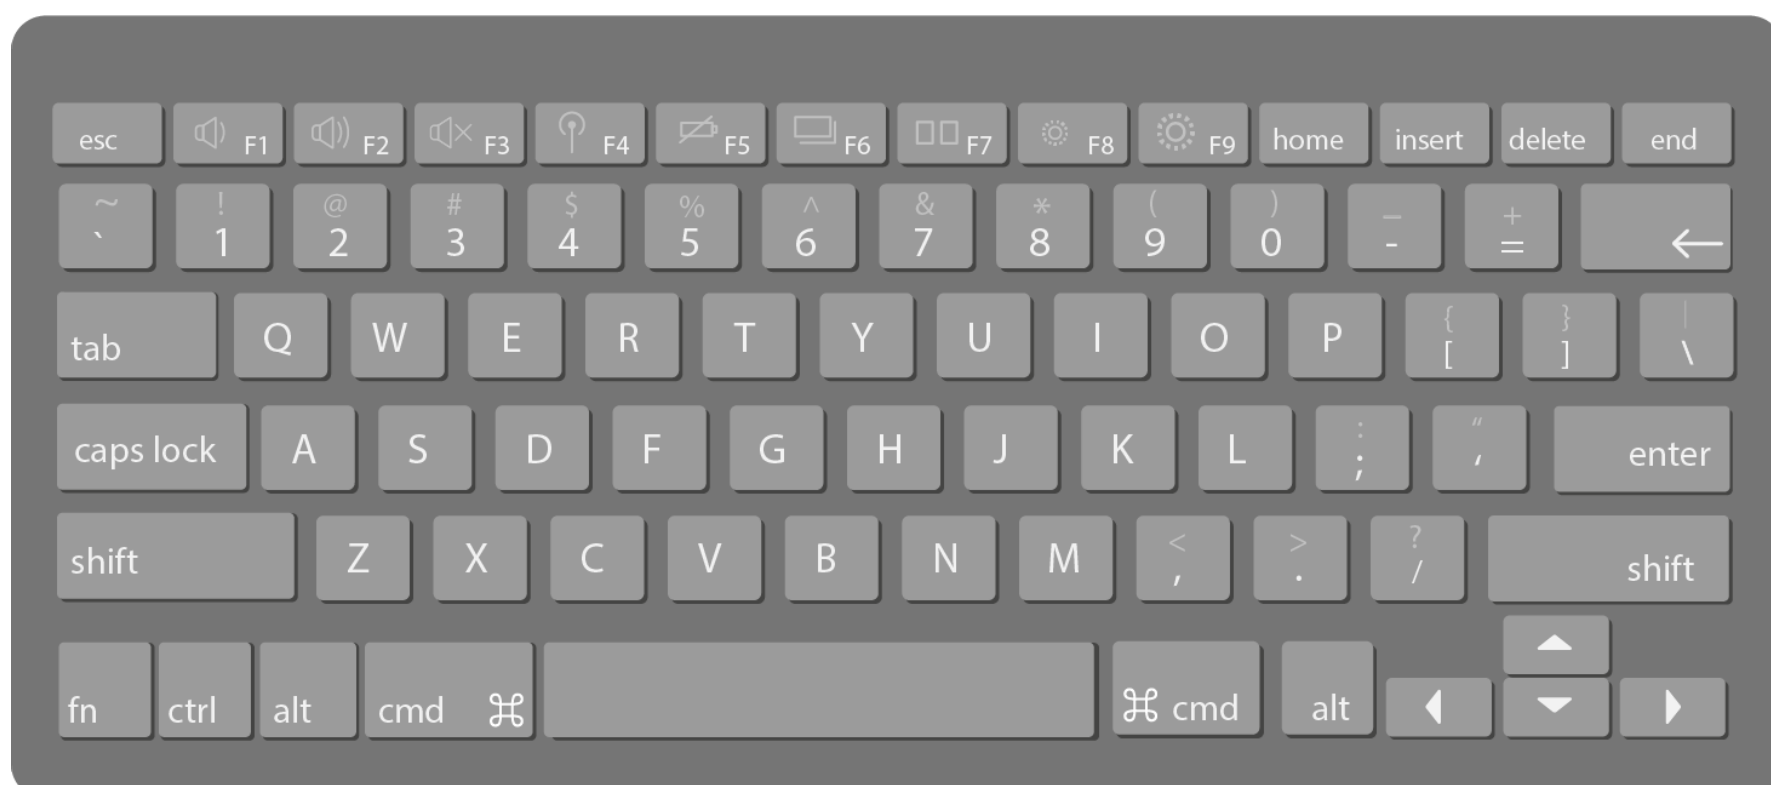 esc F1 F2 F3 F4 F5 F6 F7 F8 F9 home insert delete end
~ ! @ # $ % ^ & * ( ) _ +
` 1 2 3 4 5 6 7 8 9 0 - = ←
{ } |
tab Q W E R T Y U I O P [ ] \
: "
caps lock A S D F G H J K L ; ' enter
< > ?
shift Z X C V B N M , . / shift
fn ctrl alt cmd ⌘ ⌘ cmd alt